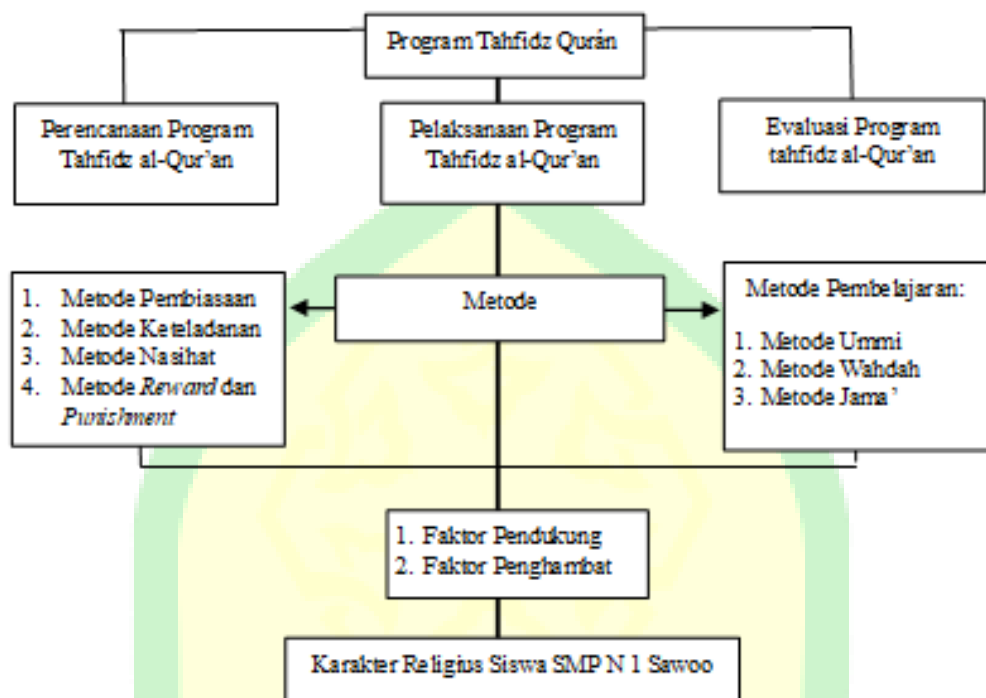 Program Tahfidz Qurán
Perencanaan Program
Tahfidz al-Qur'an
Pelaksanaan Program
Tahfidz al-Qur'an
Evaluasi Program
tahfidz al-Qur'an
1. Metode Pembiasaan
2. Metode Keteladanan
3. Metode Nasihat
4. Metode Reward dan
Punishment
Metode
Metode Pembelajaran:
1. Metode Ummi
2. Metode Wahdah
3. Metode Jama'
1. Faktor Pendukung
2. Faktor Penghambat
Karakter Religius Siswa SMP N 1 Sawoo